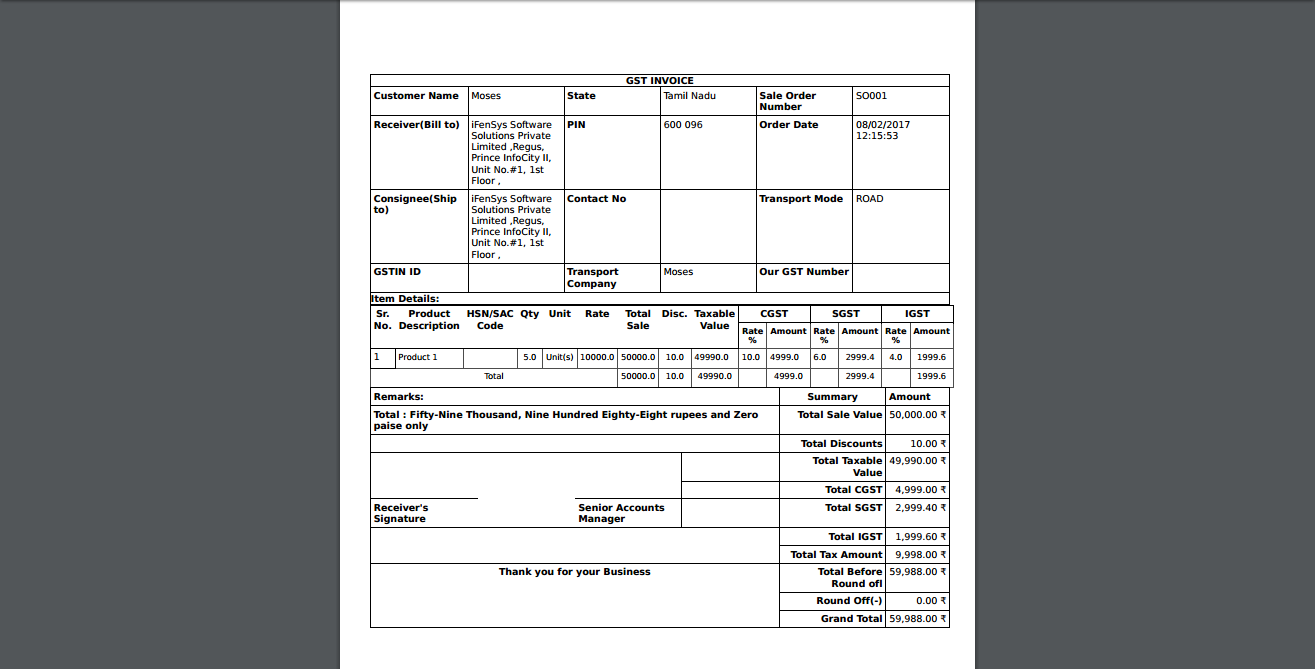 GST INVOICE
Customer Name Moses State Tamil Nadu Sale Order Number SO001
Receiver(Bill to) iFenSys Software Solutions Private Limited ,Regus, Prince InfoCity II, Unit No.#1, 1st Floor , PIN 600 096 Order Date 08/02/2017 12:15:53
Consignee(Ship to) iFenSys Software Solutions Private Limited ,Regus, Prince InfoCity II, Unit No.#1, 1st Floor , Contact No Transport Mode ROAD
GSTIN ID Transport Company Moses Our GST Number
Item Details:
Sr. No. Product Description HSN/SAC Code Qty Unit Rate Total Sale Disc. Taxable Value CGST SGST IGST
Rate % Amount Rate % Amount Rate % Amount
1 Product 1 5.0 Unit(s) 10000.0 50000.0 10.0 49990.0 10.0 4999.0 6.0 2999.4 4.0 1999.6
Total 50000.0 10.0 49990.0 4999.0 2999.4 1999.6
Remarks: Summary Amount
Total : Fifty-Nine Thousand, Nine Hundred Eighty-Eight rupees and Zero paise only Total Sale Value 50,000.00 ₹
Total Discounts 10.00 ₹
Total Taxable Value 49,990.00 ₹
Total CGST 4,999.00 ₹
Receiver's Signature Senior Accounts Manager Total SGST 2,999.40 ₹
Total IGST 1,999.60 ₹
Total Tax Amount 9,998.00 ₹
Thank you for your Business Total Before Round ofl 59,988.00 ₹
Round Off(-) 0.00 ₹
Grand Total 59,988.00 ₹